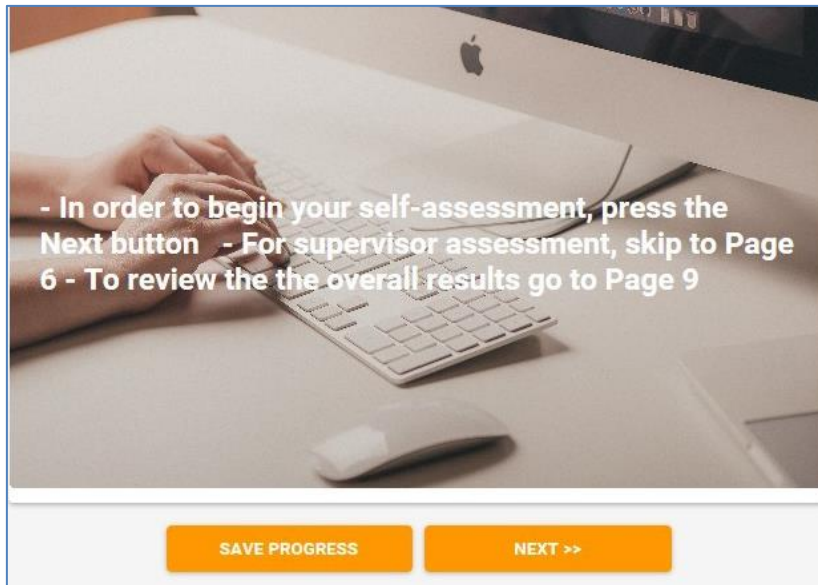 - In order to begin your self-assessment, press the
Next button - For supervisor assessment, skip to Page
6 - To review the the overall results go to Page 9
SAVE PROGRESS
NEXT >>